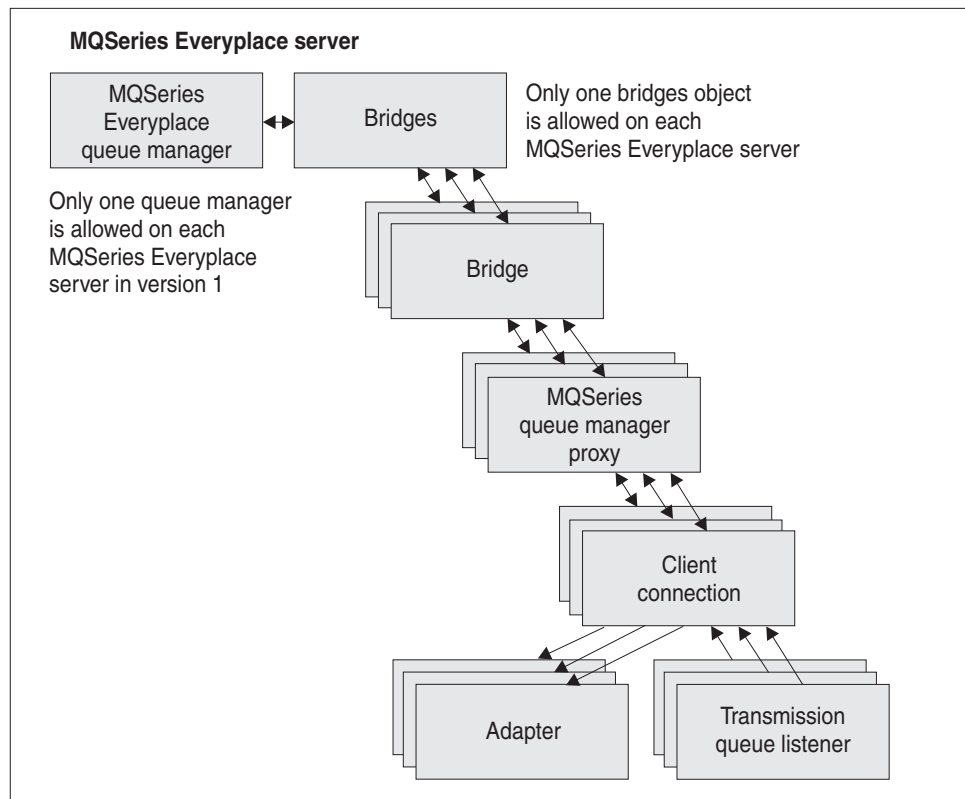 MQSeries Everyplace server
MQSeries
Everyplace
queue manager
Bridges
Only one bridges object
is allowed on each
MQSeries Everyplace server
Only one queue manager
is allowed on each
MQSeries Everyplace
server in version 1
Bridge
MQSeries
queue manager
proxy
Client
connection
Adapter
Transmission
queue listener